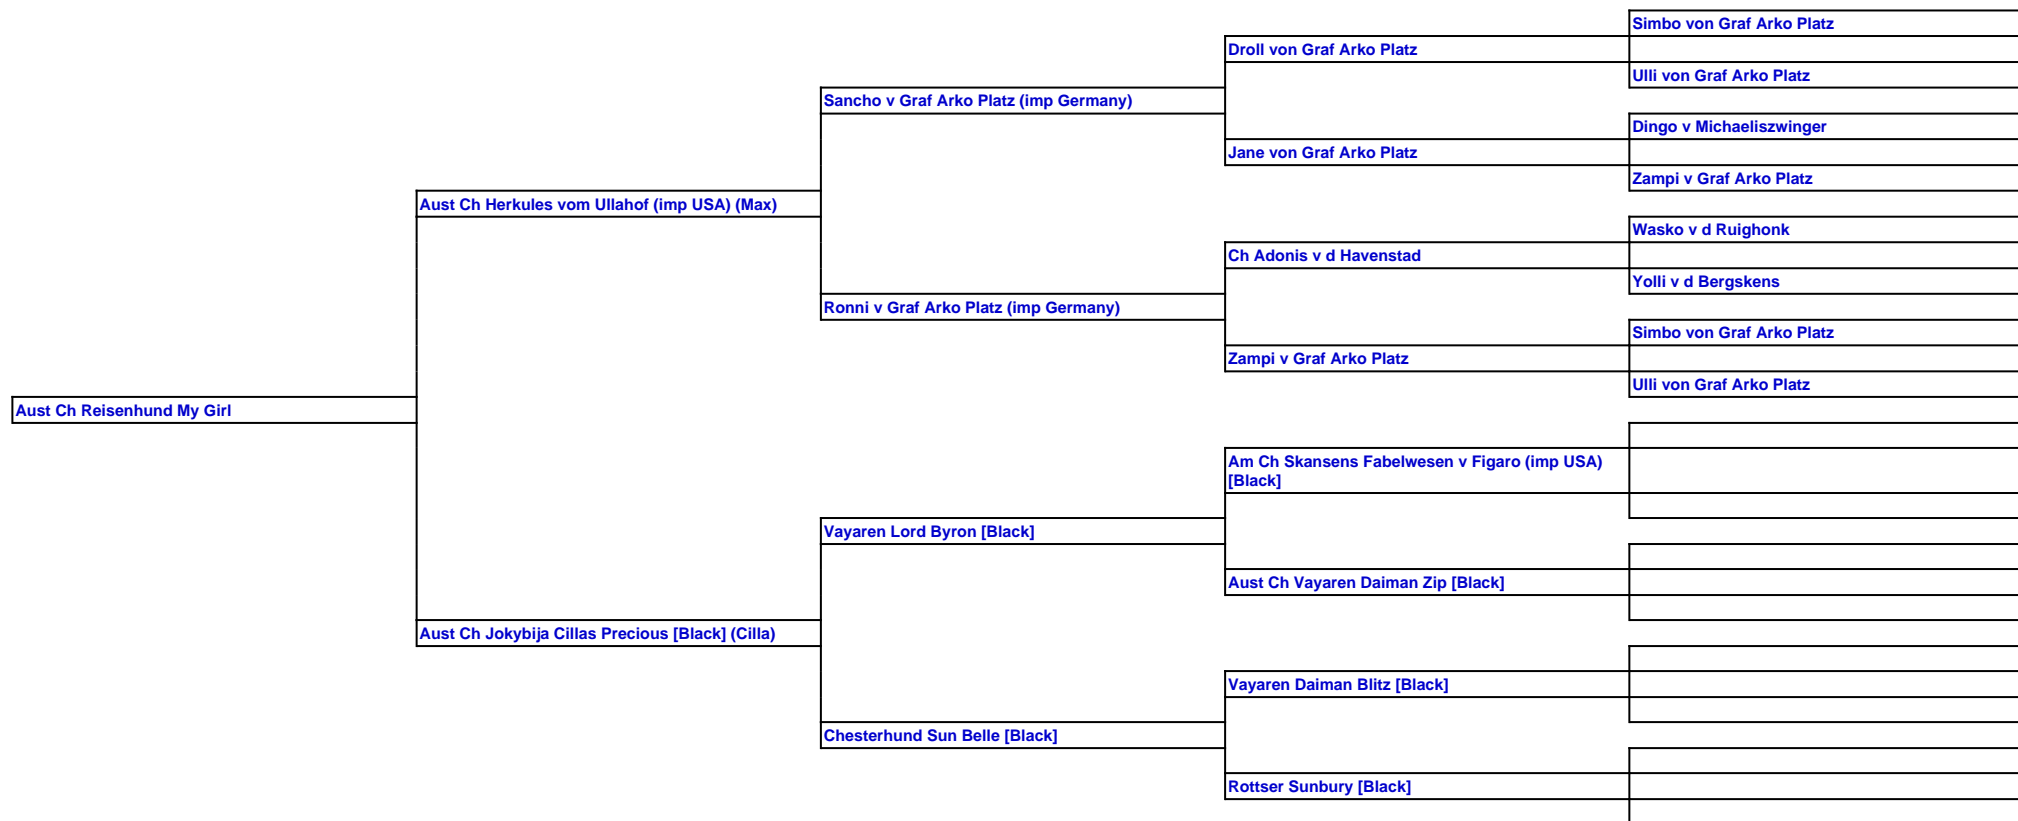 Simbo von Graf Arko Platz
Droll von Graf Arko Platz
Ulli von Graf Arko Platz
Sancho v Graf Arko Platz (imp Germany)
Dingo v Michaeliszwinger
Jane von Graf Arko Platz
Zampi v Graf Arko Platz
Aust Ch Herkules vom Ullahof (imp USA) (Max)
Wasko v d Ruighonk
Ch Adonis v d Havenstad
Yolli v d Bergskens
Ronni v Graf Arko Platz (imp Germany)
Simbo von Graf Arko Platz
Zampi v Graf Arko Platz
Ulli von Graf Arko Platz
Aust Ch Reisenhund My Girl
Am Ch Skansens Fabelwesen v Figaro (imp USA)
[Black]
Vayaren Lord Byron [Black]
Aust Ch Vayaren Daiman Zip [Black]
Aust Ch Jokybija Cillas Precious [Black] (Cilla)
Vayaren Daiman Blitz [Black]
Chesterhund Sun Belle [Black]
Rottser Sunbury [Black]